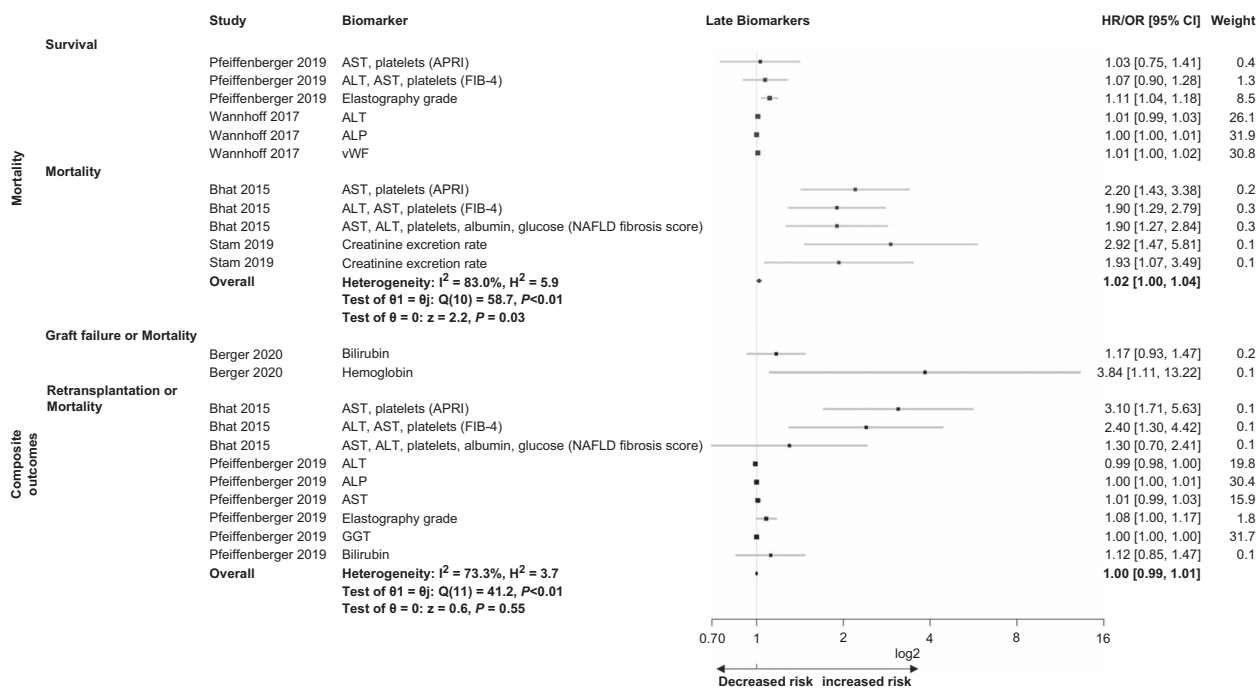 Study Biomarker Late Biomarkers HR/OR [95% CI] Weight
Survival
Pfeiffenberger 2019 AST, platelets (APRI) 1.03 [0.75, 1.41] 0.4
Pfeiffenberger 2019 ALT, AST, platelets (FIB-4) 1.07 [0.90, 1.28] 1.3
Pfeiffenberger 2019 Elastography grade 1.11 [1.04, 1.18] 8.5
Wannhoff 2017 ALT 1.01 [0.99, 1.03] 26.1
Wannhoff 2017 ALP 1.00 [1.00, 1.01] 31.9
Wannhoff 2017 vWF 1.01 [1.00, 1.02] 30.8
Mortality
Mortality
Bhat 2015 AST, platelets (APRI) 2.20 [1.43, 3.38] 0.2
Bhat 2015 ALT, AST, platelets (FIB-4) 1.90 [1.29, 2.79] 0.3
Bhat 2015 AST, ALT, platelets, albumin, glucose (NAFLD fibrosis score) 1.90 [1.27, 2.84] 0.3
Stam 2019 Creatinine excretion rate 2.92 [1.47, 5.81] 0.1
Stam 2019 Creatinine excretion rate 1.93 [1.07, 3.49] 0.1
Overall Heterogeneity: I² = 83.0%, H² = 5.9 1.02 [1.00, 1.04]
Test of θ1 = θj: Q(10) = 58.7, P<0.01
Test of θ = 0: z = 2.2, P = 0.03
Graft failure or Mortality
Berger 2020 Bilirubin 1.17 [0.93, 1.47] 0.2
Berger 2020 Hemoglobin 3.84 [1.11, 13.22] 0.1
Retransplantation or
Mortality
Bhat 2015 AST, platelets (APRI) 3.10 [1.71, 5.63] 0.1
Bhat 2015 ALT, AST, platelets (FIB-4) 2.40 [1.30, 4.42] 0.1
Bhat 2015 AST, ALT, platelets, albumin, glucose (NAFLD fibrosis score) 1.30 [0.70, 2.41] 0.1
Composite
outcomes
Pfeiffenberger 2019 ALT 0.99 [0.98, 1.00] 19.8
Pfeiffenberger 2019 ALP 1.00 [1.00, 1.01] 30.4
Pfeiffenberger 2019 AST 1.01 [0.99, 1.03] 15.9
Pfeiffenberger 2019 Elastography grade 1.08 [1.00, 1.17] 1.8
Pfeiffenberger 2019 GGT 1.00 [1.00, 1.00] 31.7
Pfeiffenberger 2019 Bilirubin 1.12 [0.85, 1.47] 0.1
Overall Heterogeneity: I² = 73.3%, H² = 3.7 1.00 [0.99, 1.01]
Test of θ1 = θj: Q(11) = 41.2, P<0.01
Test of θ = 0: z = 0.6, P = 0.55
0.70 1 2 4 8 16
log2
Decreased risk increased risk